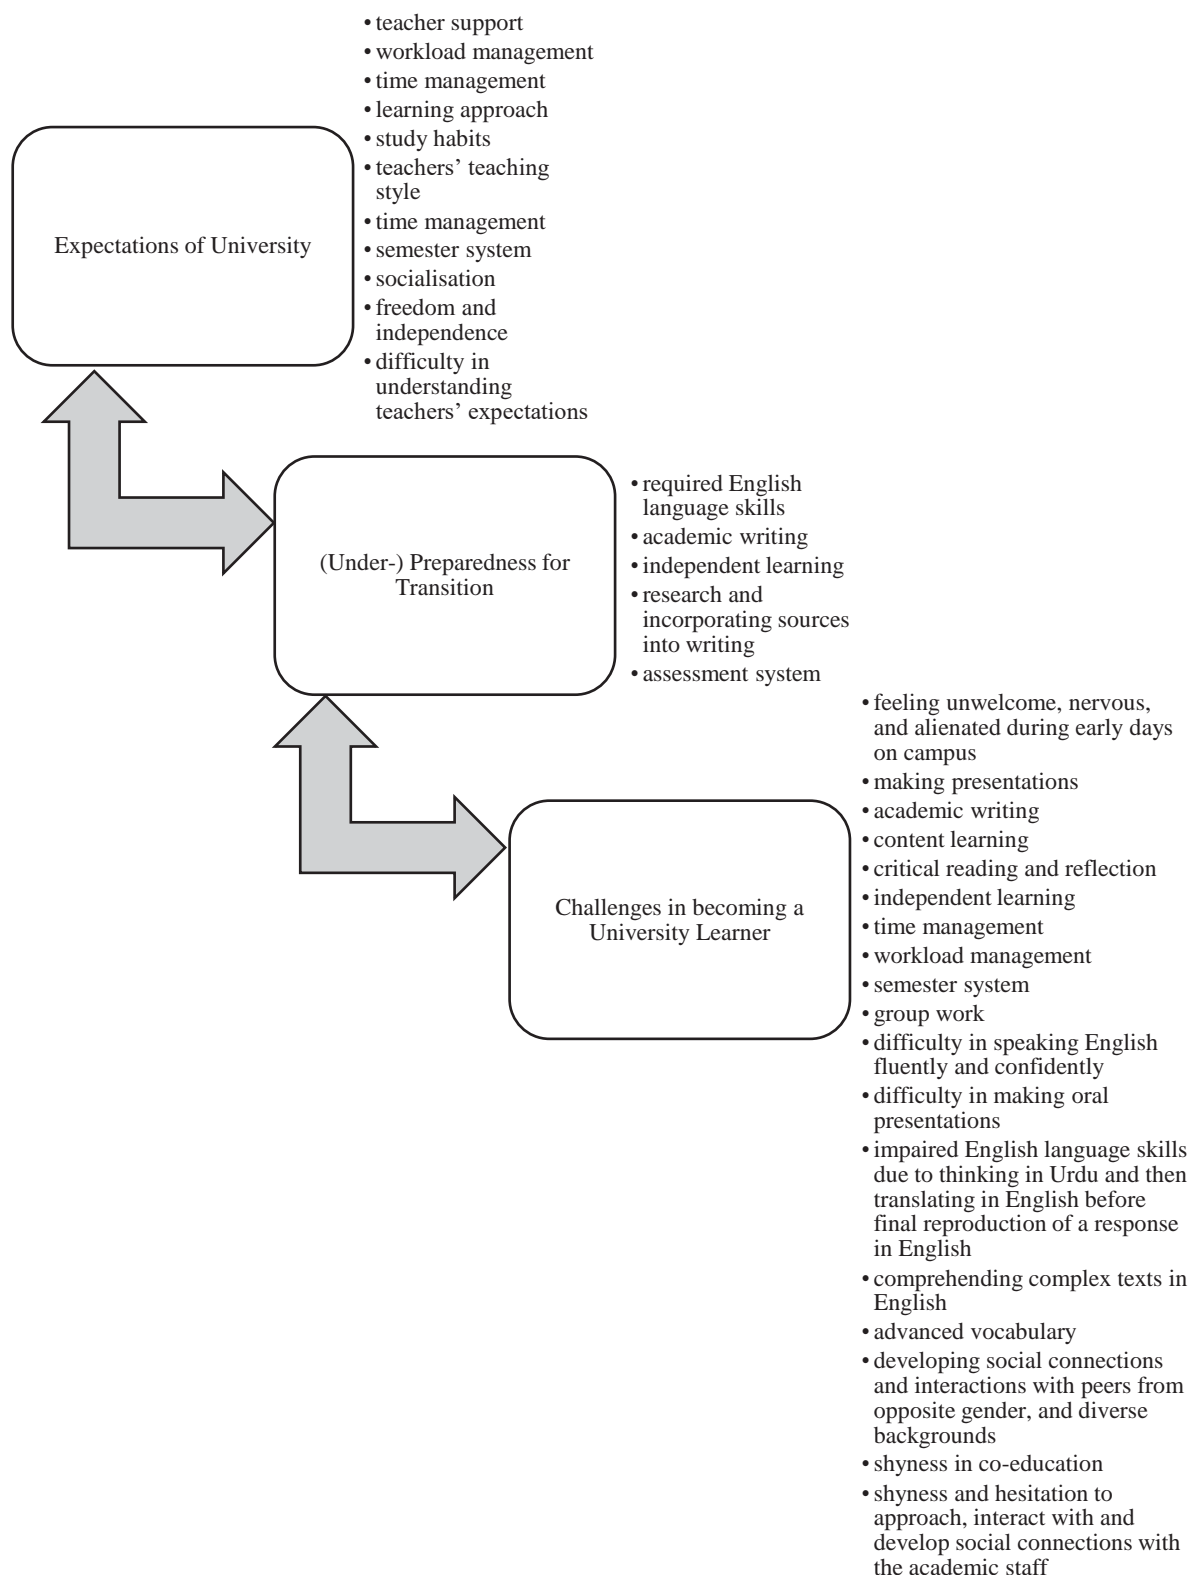 • teacher support
• workload management
• time management
• learning approach
• study habits
• teachers’ teaching
style
• time management
• semester system
• socialisation
• freedom and
independence
• difficulty in
understanding
teachers’ expectations
Expectations of University
(Under-) Preparedness for
Transition
• required English
language skills
• academic writing
• independent learning
• research and
incorporating sources
into writing
• assessment system
Challenges in becoming a
University Learner
• feeling unwelcome, nervous,
and alienated during early days
on campus
• making presentations
• academic writing
• content learning
• critical reading and reflection
• independent learning
• time management
• workload management
• semester system
• group work
• difficulty in speaking English
fluently and confidently
• difficulty in making oral
presentations
• impaired English language skills
due to thinking in Urdu and then
translating in English before
final reproduction of a response
in English
• comprehending complex texts in
English
• advanced vocabulary
• developing social connections
and interactions with peers from
opposite gender, and diverse
backgrounds
• shyness in co-education
• shyness and hesitation to
approach, interact with and
develop social connections with
the academic staff